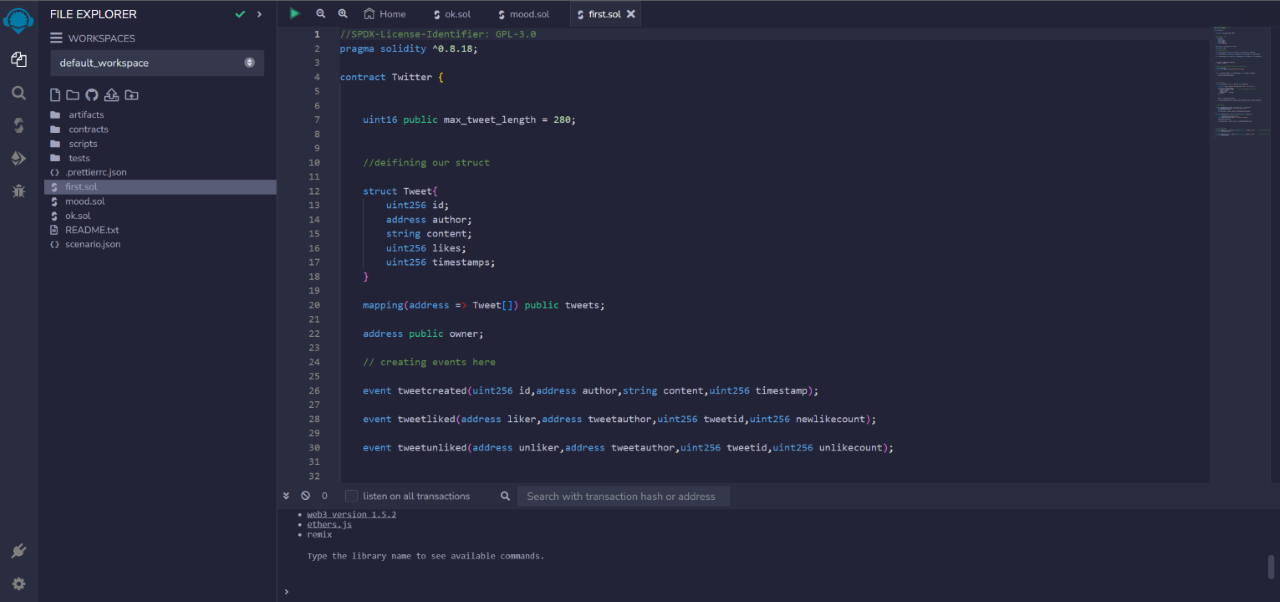 FILE EXPLORER
WORKSPACES
default_workspace
artifacts
contracts
scripts
tests
.prettierrc.json
first.sol
mood.sol
ok.sol
README.txt
scenario.json
Home ok.sol mood.sol first.sol
1 //SPDX-License-Identifier: GPL-3.0
2 pragma solidity ^0.8.18;
3
4 contract Twitter {
5
6
7 uint16 public max_tweet_length = 280;
8
9
10 //deifining our struct
11
12 struct Tweet{
13 uint256 id;
14 address author;
15 string content;
16 uint256 likes;
17 uint256 timestamps;
18 }
19
20 mapping(address => Tweet[]) public tweets;
21
22 address public owner;
23
24 // creating events here
25
26 event tweetcreated(uint256 id,address author,string content,uint256 timestamp);
27
28 event tweetliked(address liker,address tweetauthor,uint256 tweetid,uint256 newlikecount);
29
30 event tweetunliked(address unliker,address tweetauthor,uint256 tweetid,uint256 unlikecount);
31
32
0 listen on all transactions Search with transaction hash or address
• web3 version 1.5.2
• ethers.js
• remix
Type the library name to see available commands.
>